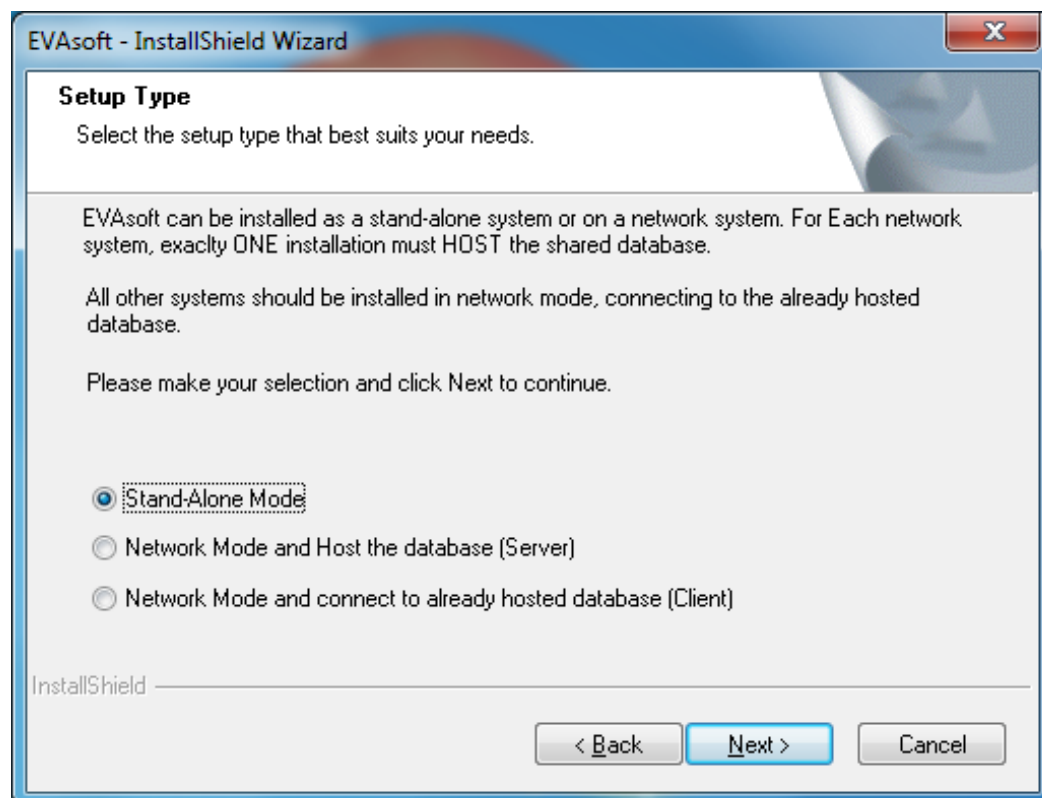 EVAsoft - InstallShield Wizard
Setup Type
Select the setup type that best suits your needs.
EVAsoft can be installed as a stand-alone system or on a network system. For Each network
system, exaclty ONE installation must HOST the shared database.
All other systems should be installed in network mode, connecting to the already hosted
database.
Please make your selection and click Next to continue.
Stand-Alone Mode
Network Mode and Host the database (Server)
Network Mode and connect to already hosted database (Client)
InstallShield
< Back
Next >
Cancel